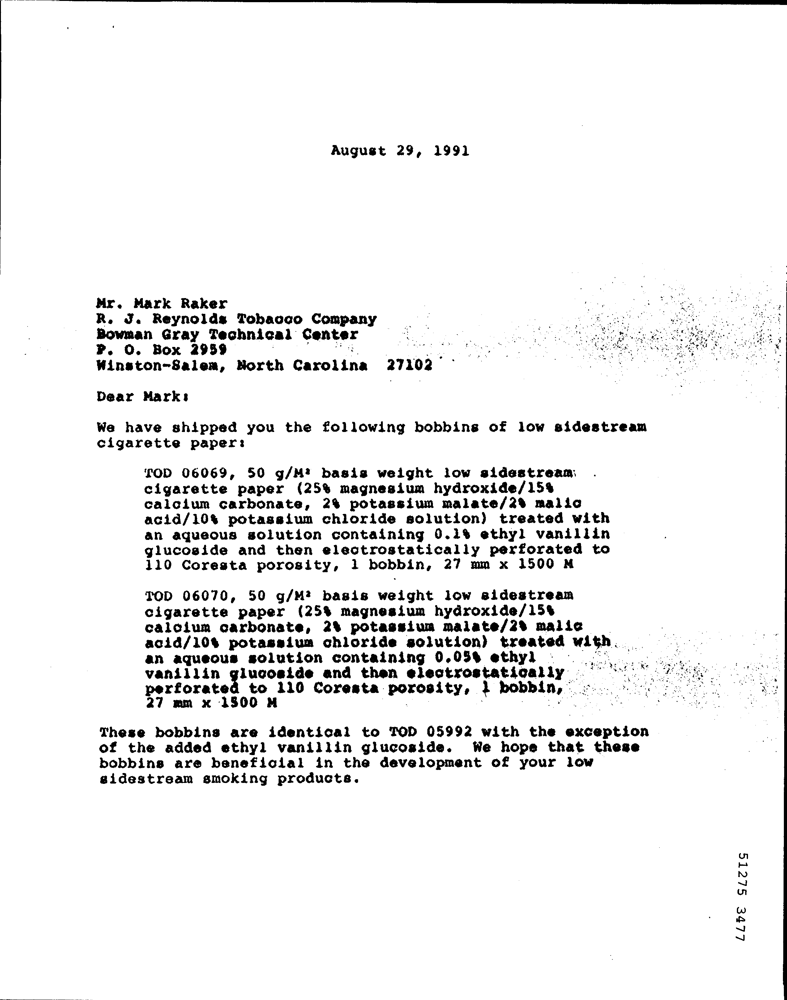 August 29, 1991
Mr. Mark Raker
R. J. Reynolds Tobacco Company
Bowman Gray Technical Center
P. O. Box 2959
Winston-Salem, North Carolina 27102
Dear Mark:
We have shipped you the following bobbins of low sidestream
cigarette paper:
TOD 06069, 50 g/M² basis weight low sidestream
cigarette paper (25% magnesium hydroxide/15%
calcium carbonate, 2% potassium malate/2% malic
acid/10% potassium chloride solution) treated with
an aqueous solution containing 0.1% ethyl vanillin
glucoside and then electrostatically perforated to
110 Coresta porosity, 1 bobbin, 27 mm x 1500 M
TOD 06070, 50 g/M² basis weight low sidestream
cigarette paper (25% magnesium hydroxide/15%
calcium carbonate, 2% potassium malate/2% malic
acid/10% potassium chloride solution) treated with
an aqueous solution containing 0.05% ethyl
vanillin glucoside and then electrostatically
perforated to 110 Coresta porosity, 1 bobbin,
27 mm x 1500 M
These bobbins are identical to TOD 05992 with the exception
of the added ethyl vanillin glucoside. We hope that these
bobbins are beneficial in the development of your low
sidestream smoking products.
51275 3477